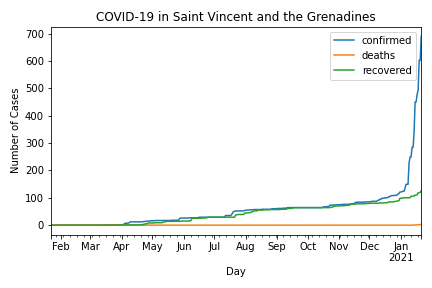 COVID-19 in Saint Vincent and the Grenadines
700
600
500
400
300
200
100
0
Number of Cases
confirmed
deaths
recovered
Feb Mar Apr May Jun Jul Aug Sep Oct Nov Dec Jan
2021
Day